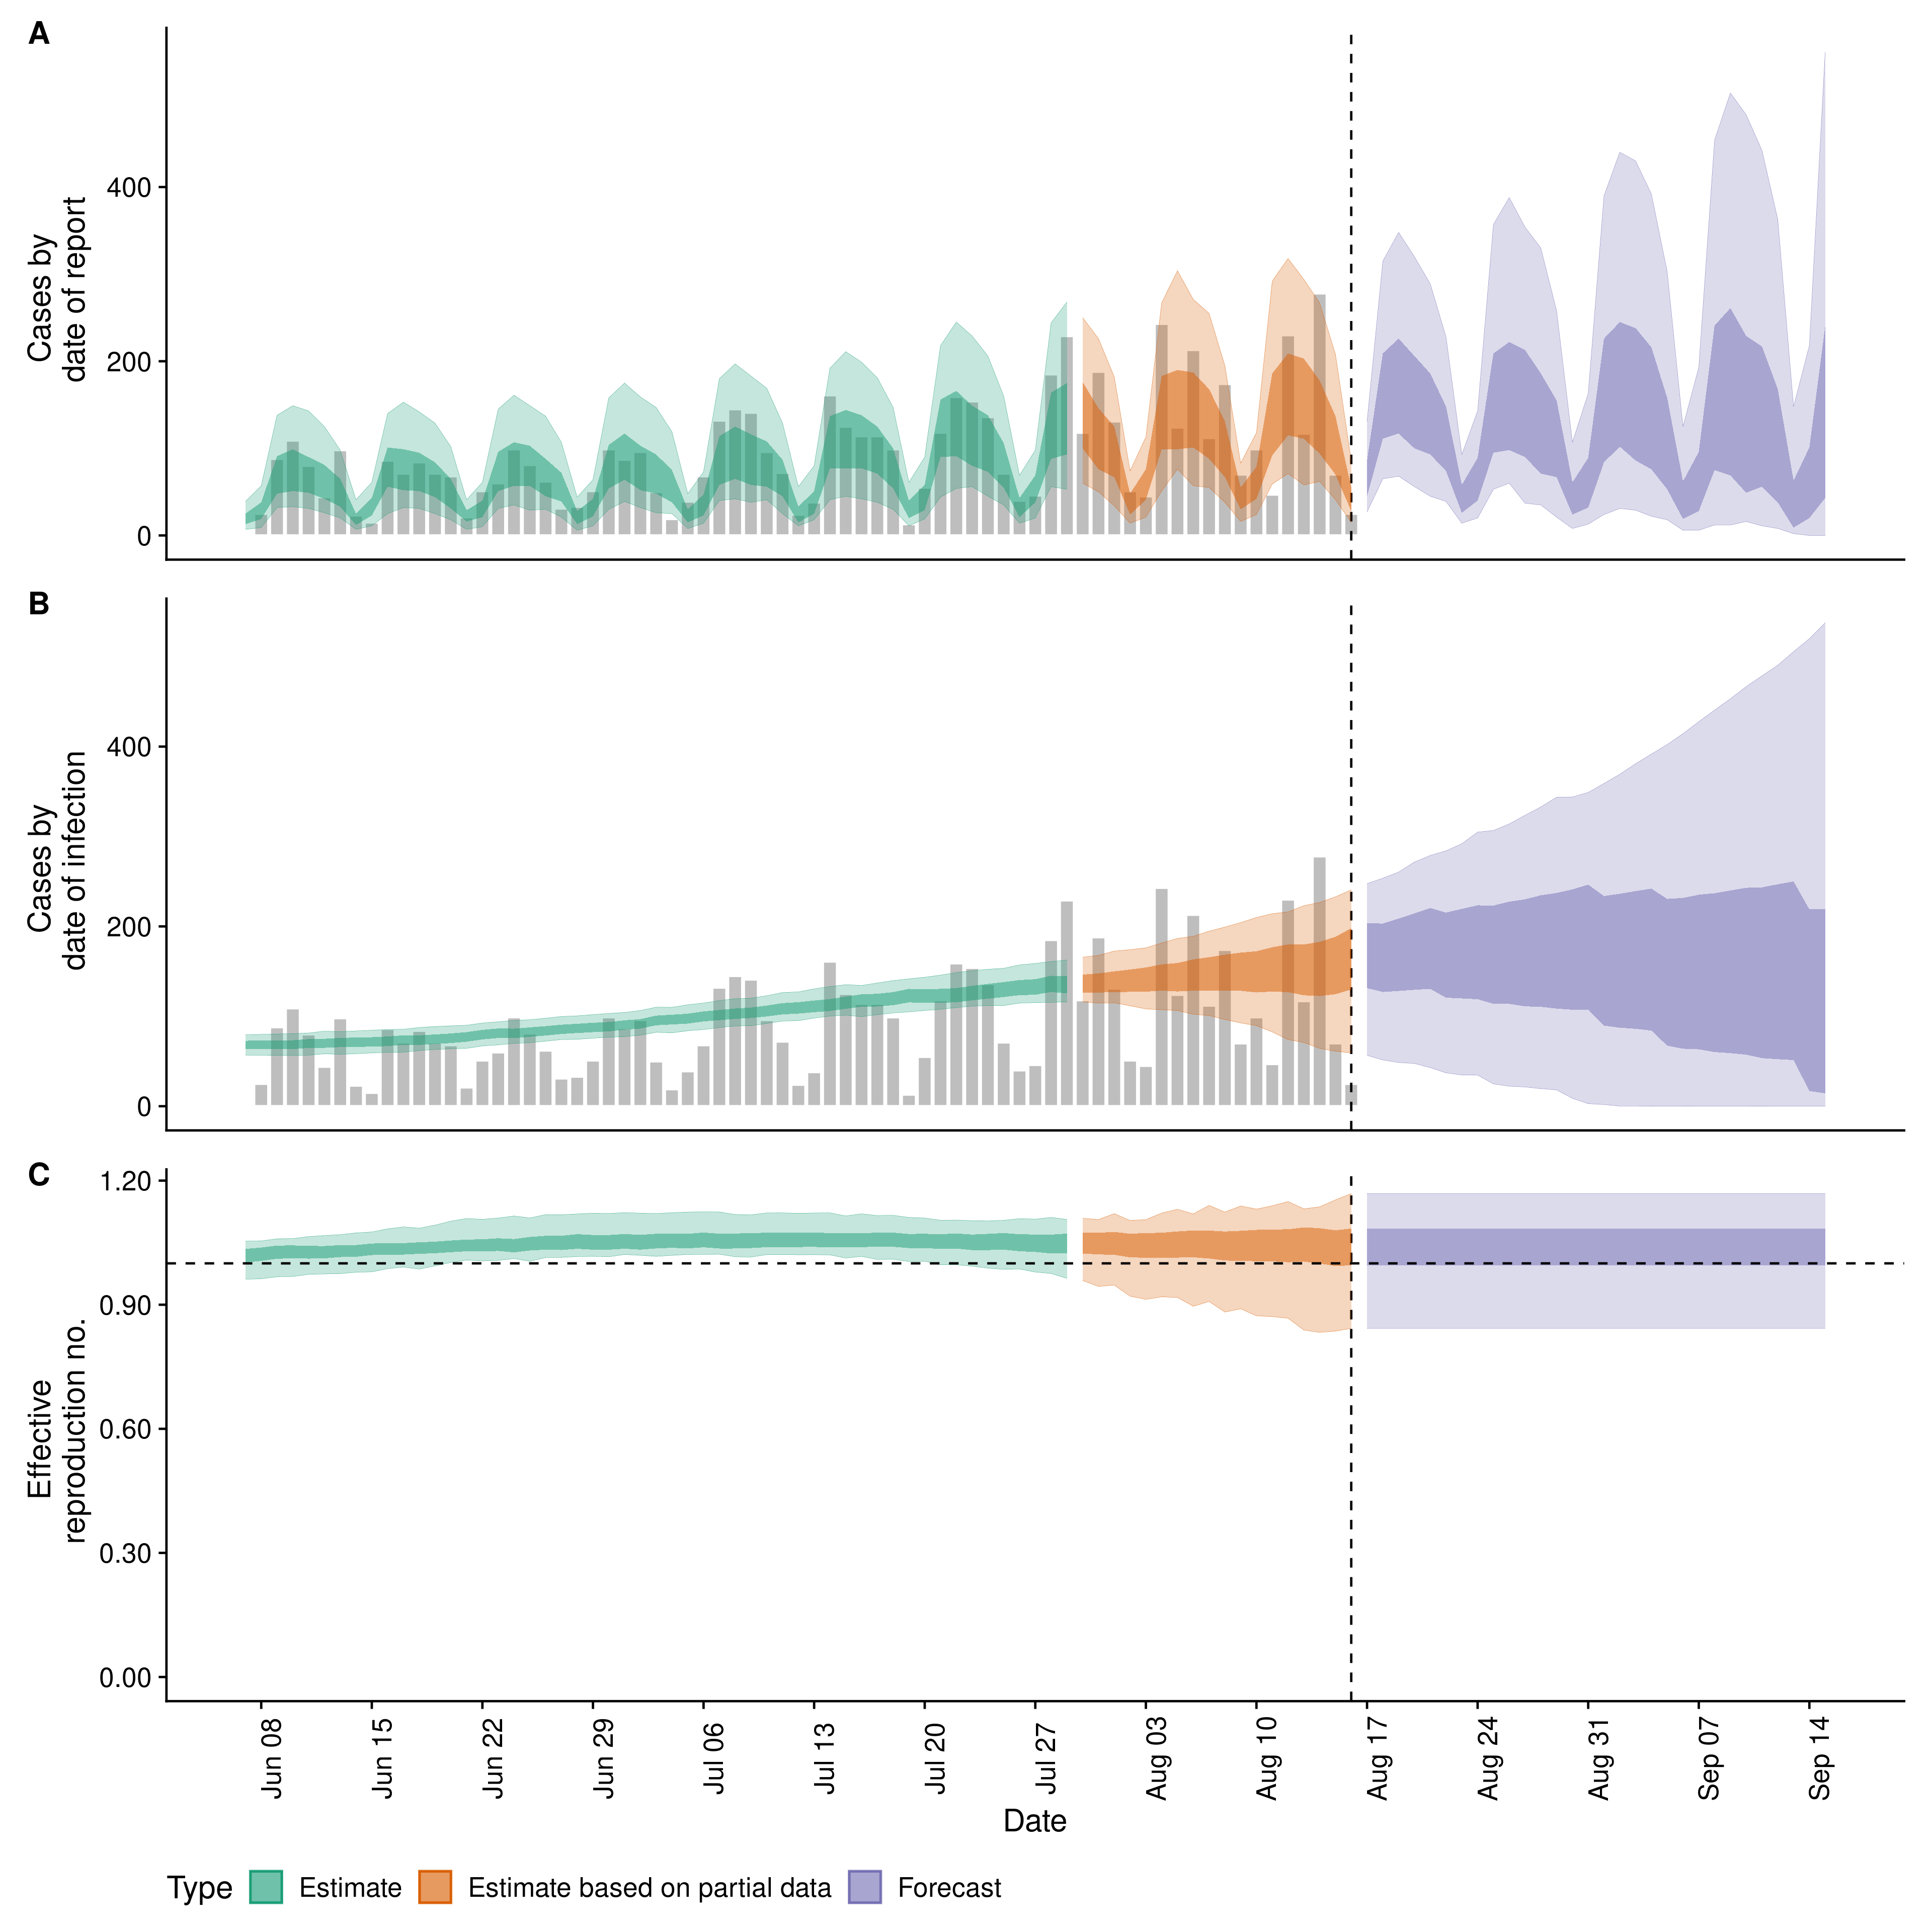 A
Cases by
date of report
400
200
0
B
Cases by
date of infection
400
200
0
C
Effective
reproduction no.
1.20
0.90
0.60
0.30
0.00
Jun 08
Jun 15
Jun 22
Jun 29
Jul 06
Jul 13
Jul 20
Jul 27
Aug 03
Aug 10
Aug 17
Aug 24
Aug 31
Sep 07
Sep 14
Date
Type Estimate Estimate based on partial data Forecast